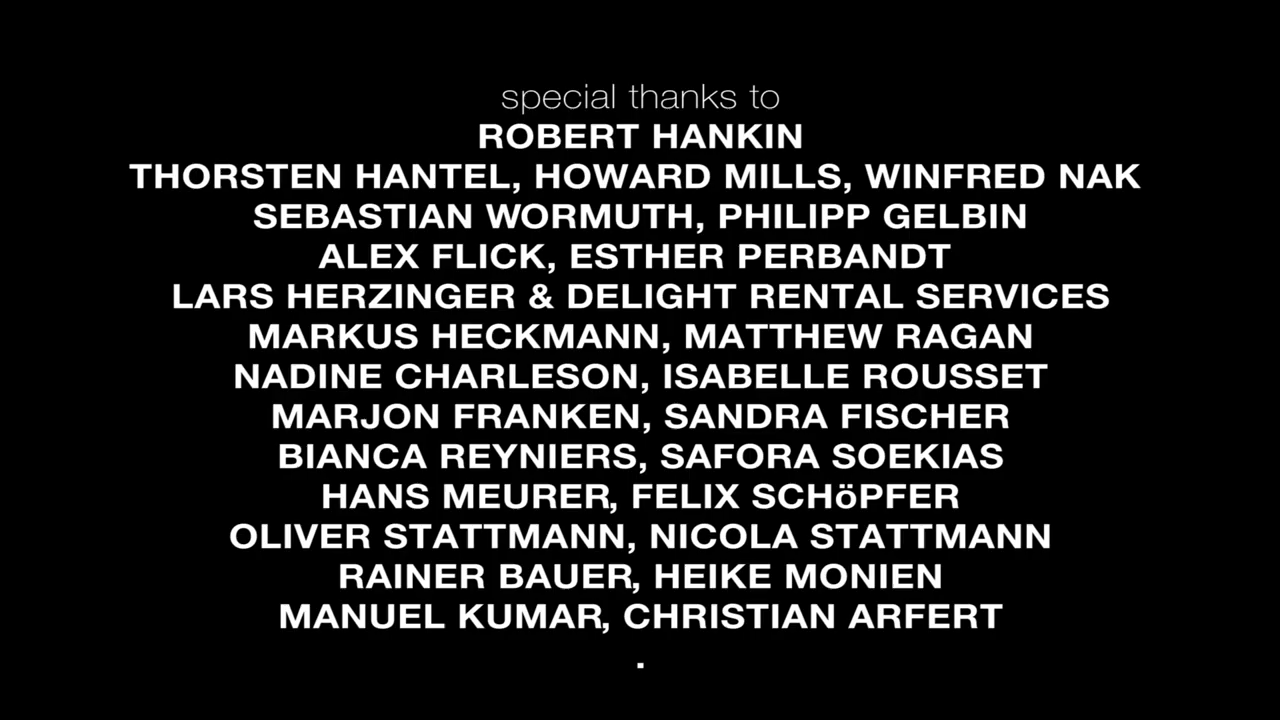 special thanks to
ROBERT HANKIN
THORSTEN HANTEL, HOWARD MILLS, WINFRED NAK
SEBASTIAN WORMUTH, PHILIPP GELBIN
ALEX FLICK, ESTHER PERBANDT
LARS HERZINGER & DELIGHT RENTAL SERVICES
MARKUS HECKMANN, MATTHEW RAGAN
NADINE CHARLESON, ISABELLE ROUSSET
MARJON FRANKEN, SANDRA FISCHER
BIANCA REYNIERS, SAFORA SOEKIAS
HANS MEURER, FELIX SCHöPFER
OLIVER STATTMANN, NICOLA STATTMANN
RAINER BAUER, HEIKE MONIEN
MANUEL KUMAR, CHRISTIAN ARFERT
.